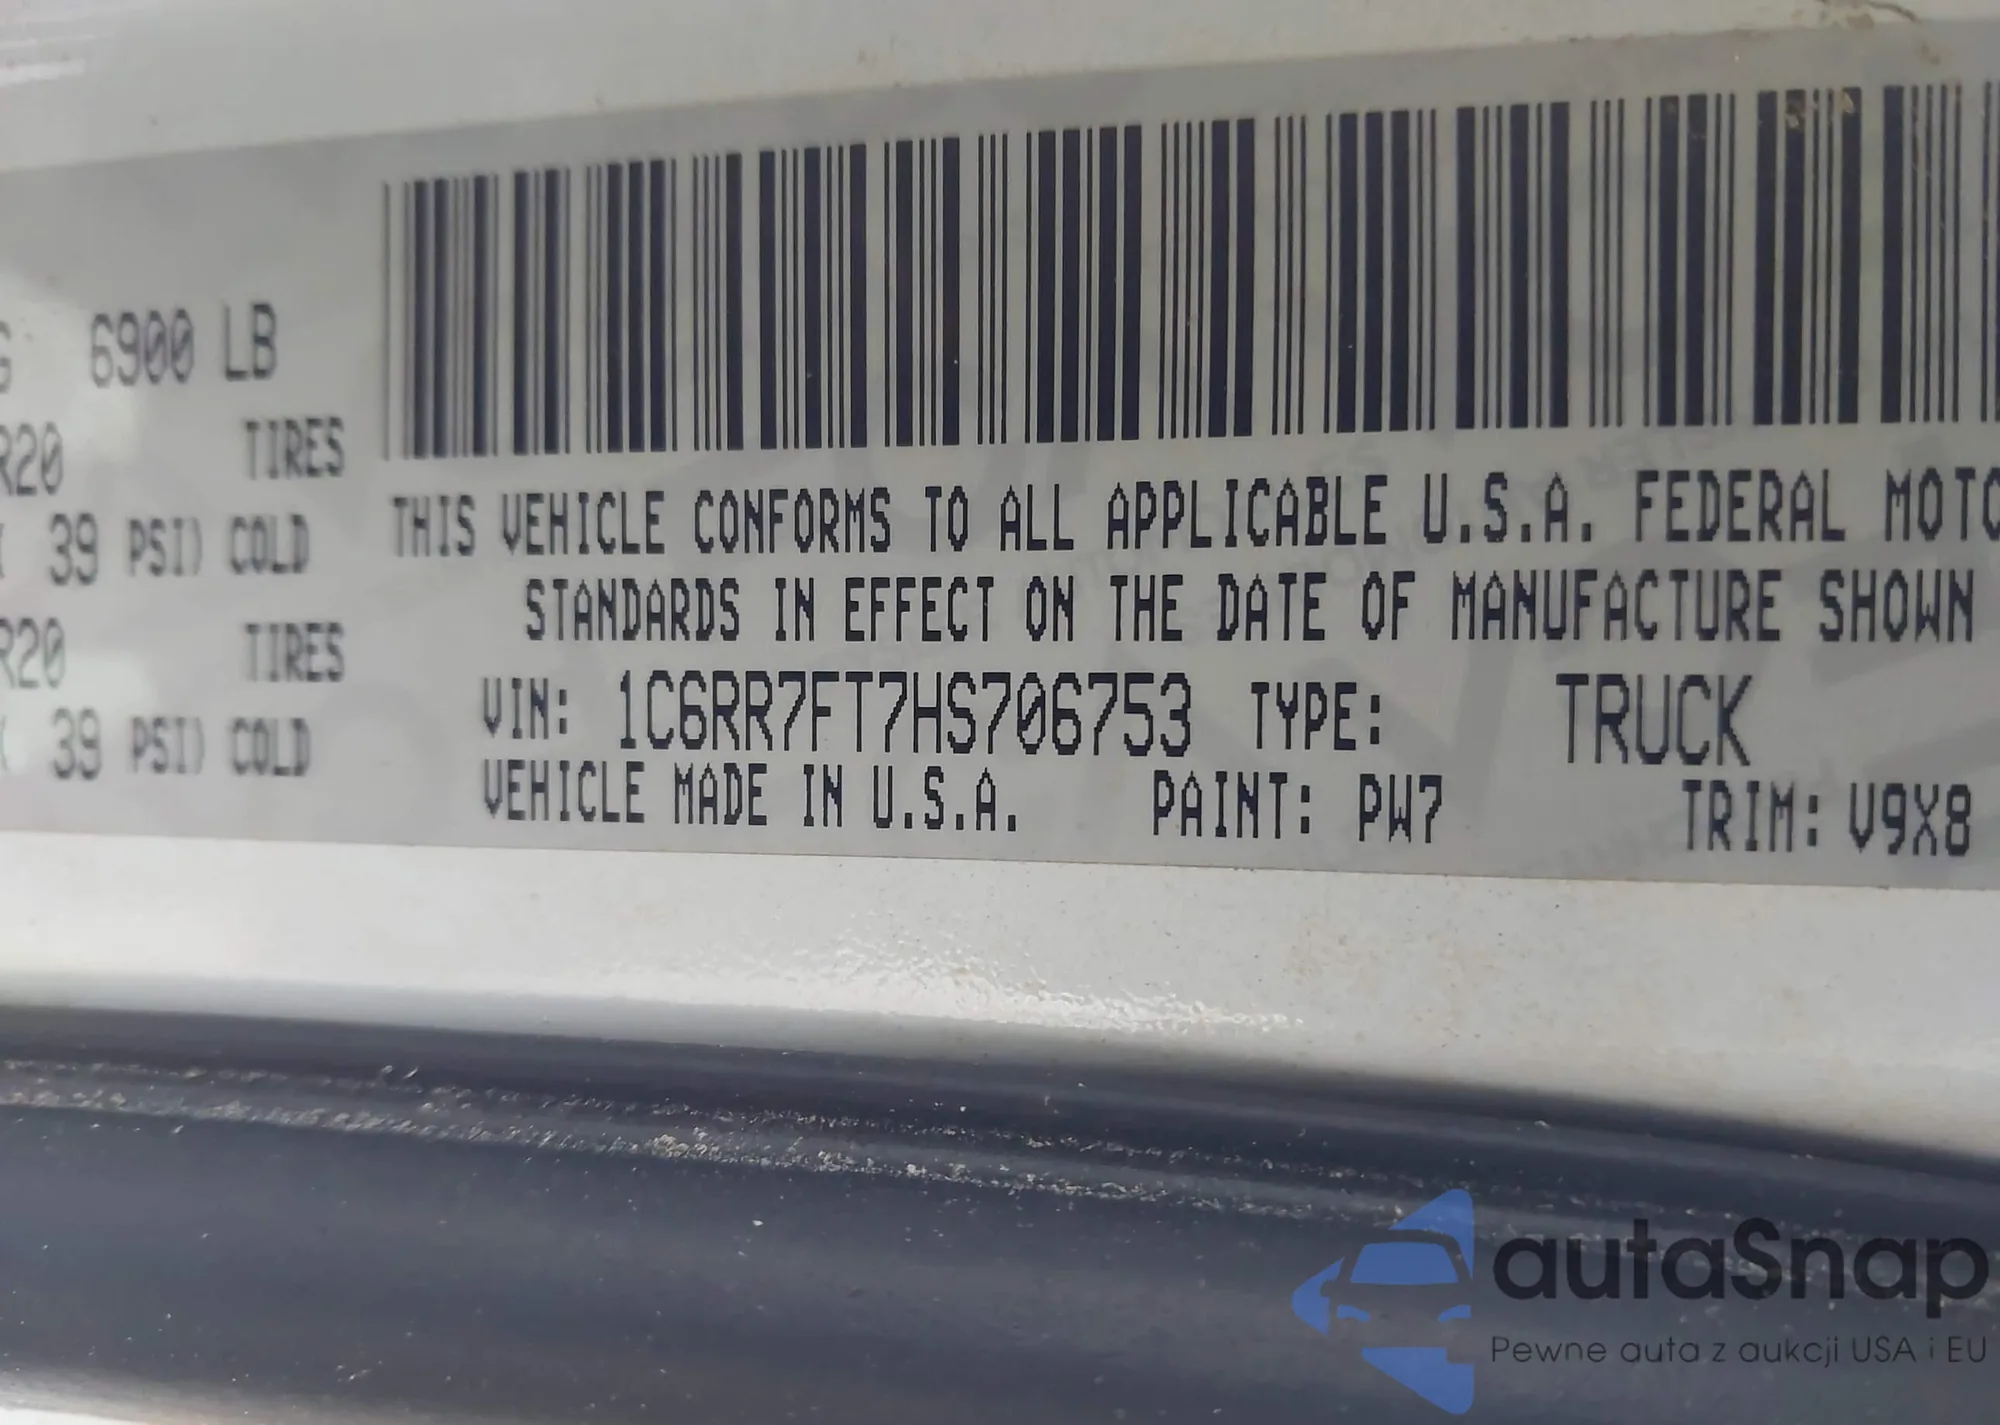 6900 LB
R20 TIRES
39 PSI) COLD
R20 TIRES
39 PSI) COLD
THIS VEHICLE CONFORMS TO ALL APPLICABLE U.S.A. FEDERAL MOTO
STANDARDS IN EFFECT ON THE DATE OF MANUFACTURE SHOWN
VIN: 1C6RR7FT7HS706753 TYPE: TRUCK
VEHICLE MADE IN U.S.A. PAINT: PW7 TRIM: V9X8
autaSnap
Pewne auta z aukcji USA i EU